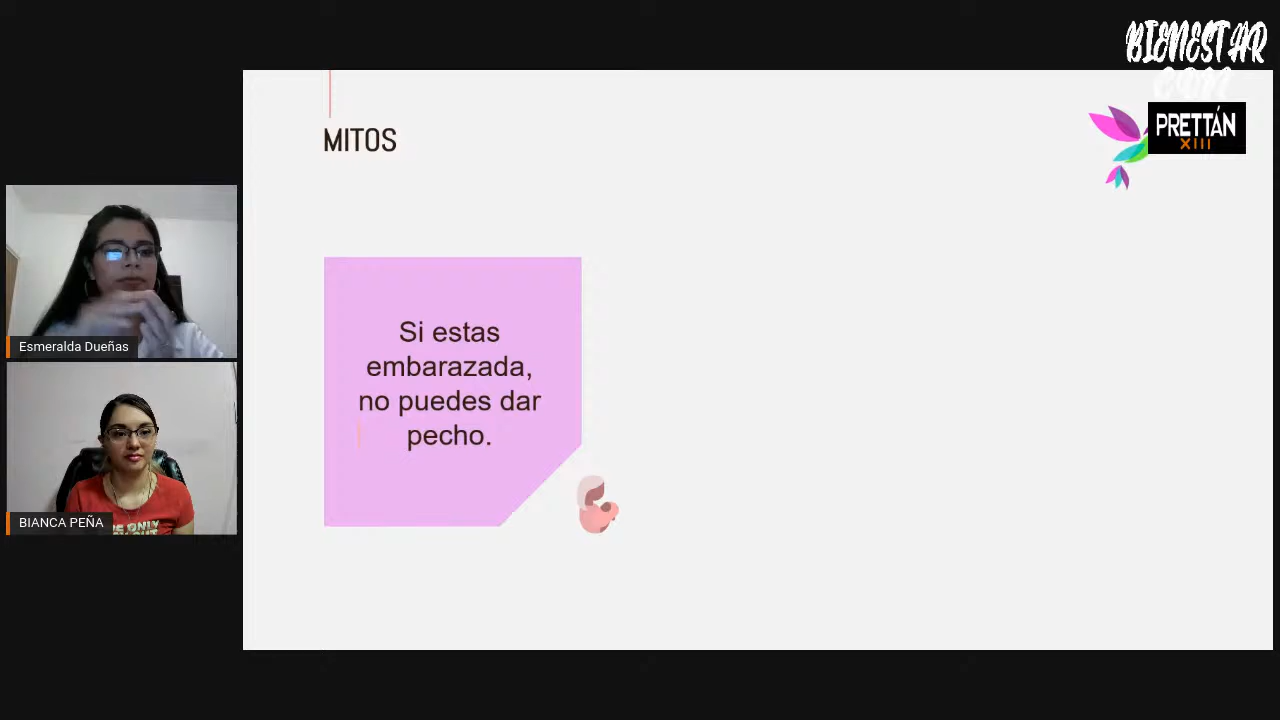 BIENESTAR
PRETTÁN
XIII
MITOS
Si estas
embarazada,
no puedes dar
pecho.
Esmeralda Dueñas
BIANCA PEÑA